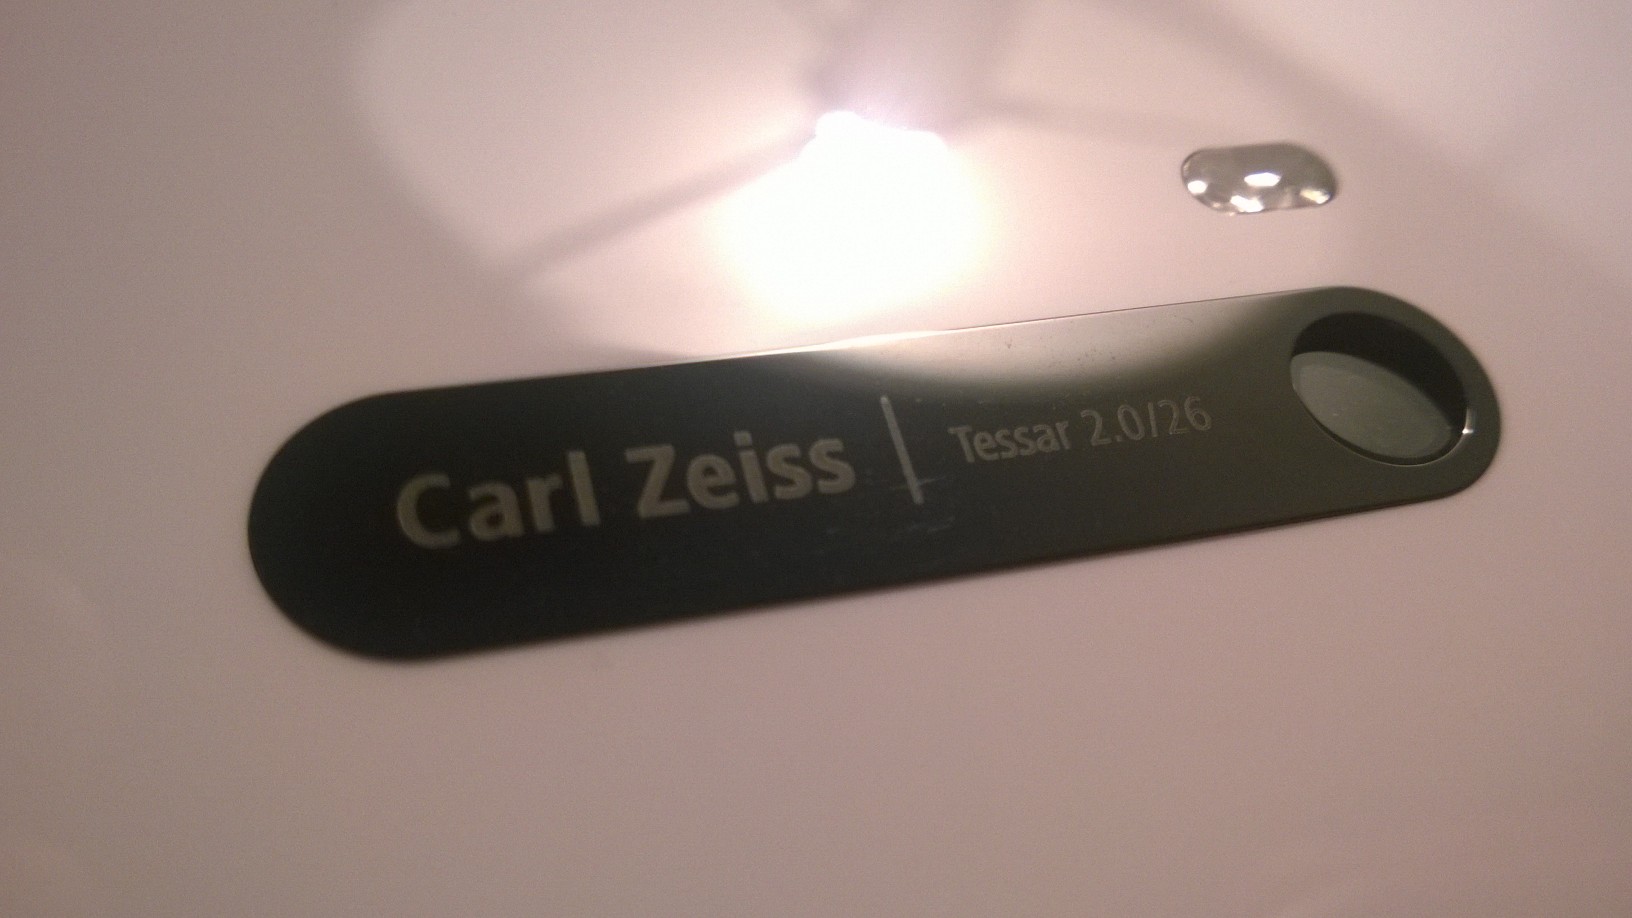 Carl Zeiss | Tessar 2.0/26